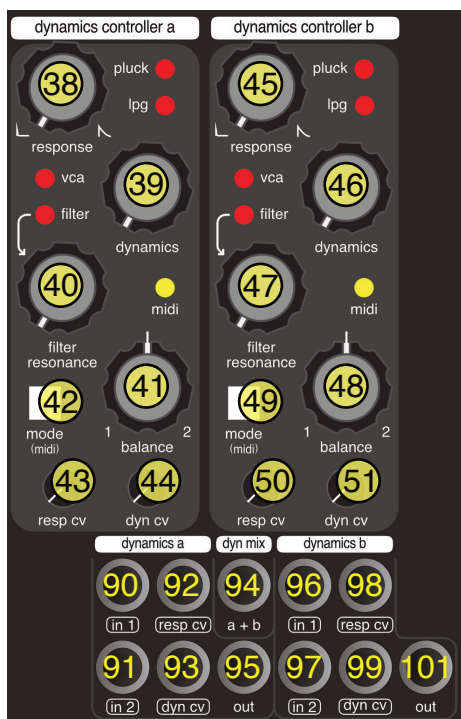 dynamics controller a dynamics controller b
38 pluck 45 pluck
lpg lpg
response response
vca 39 vca 46
filter filter
dynamics dynamics
40 47
midi midi
filter filter
resonance resonance
41 48
42 49
mode 1 2 mode 1 2
(midi) balance (midi) balance
43 44 50 51
resp cv dyn cv resp cv dyn cv
dynamics a dyn mix dynamics b
90 92 94 96 98
in 1 resp cv a + b in 1 resp cv
91 93 95 97 99 101
in 2 dyn cv out in 2 dyn cv out